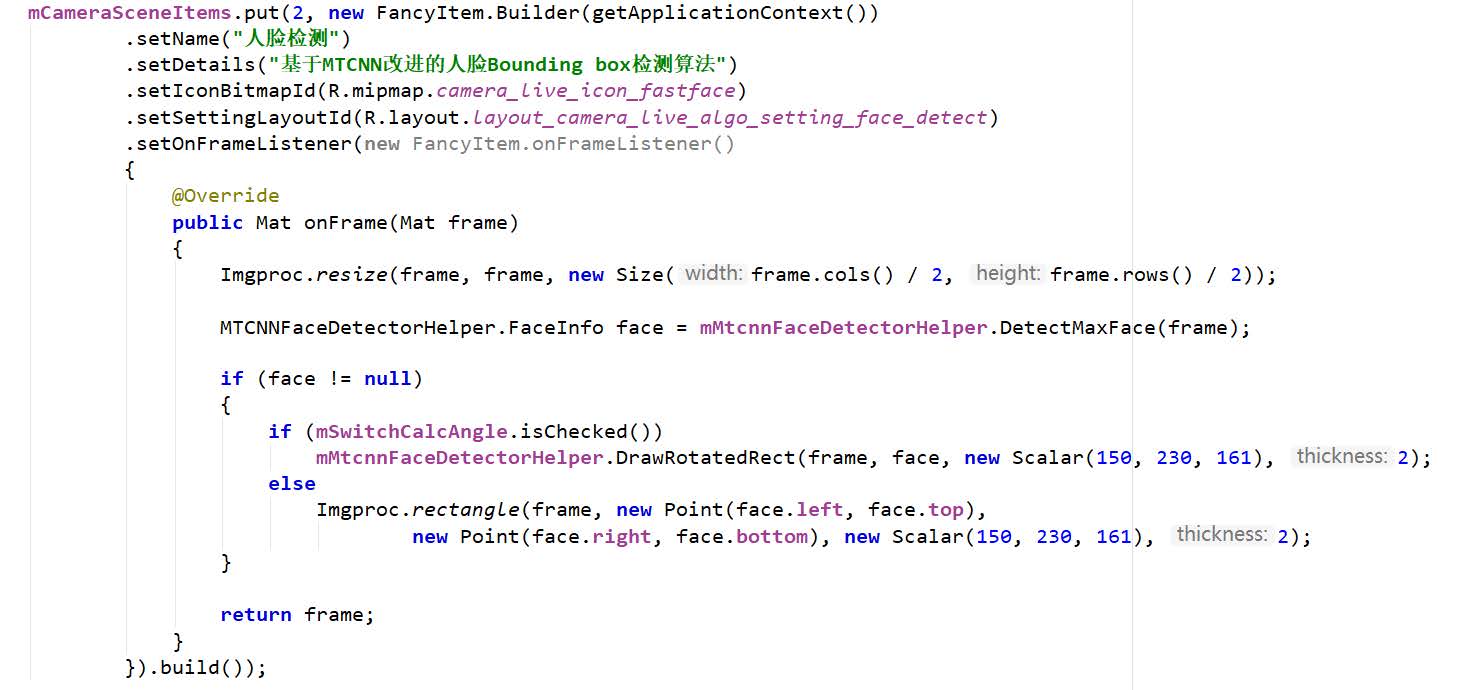 mCameraSceneItems.put(2, new FancyItem.Builder(getApplicationContext())
.setName("人脸检测")
.setDetails("基于MTCNN改进的人脸Bounding box检测算法")
.setIconBitmapId(R.mipmap.camera_live_icon_fastface)
.setSettingLayoutId(R.layout.layout_camera_live_algo_setting_face_detect)
.setOnFrameListener(new FancyItem.onFrameListener()
{
@Override
public Mat onFrame(Mat frame)
{
Imgproc.resize(frame, frame, new Size( width: frame.cols() / 2, height: frame.rows() / 2));
MTCNNFaceDetectorHelper.FaceInfo face = mMtcnnFaceDetectorHelper.DetectMaxFace(frame);
if (face != null)
{
if (mSwitchCalcAngle.isChecked())
mMtcnnFaceDetectorHelper.DrawRotatedRect(frame, face, new Scalar(150, 230, 161), thickness: 2);
else
Imgproc.rectangle(frame, new Point(face.left, face.top),
new Point(face.right, face.bottom), new Scalar(150, 230, 161), thickness: 2);
}
return frame;
}
}).build());